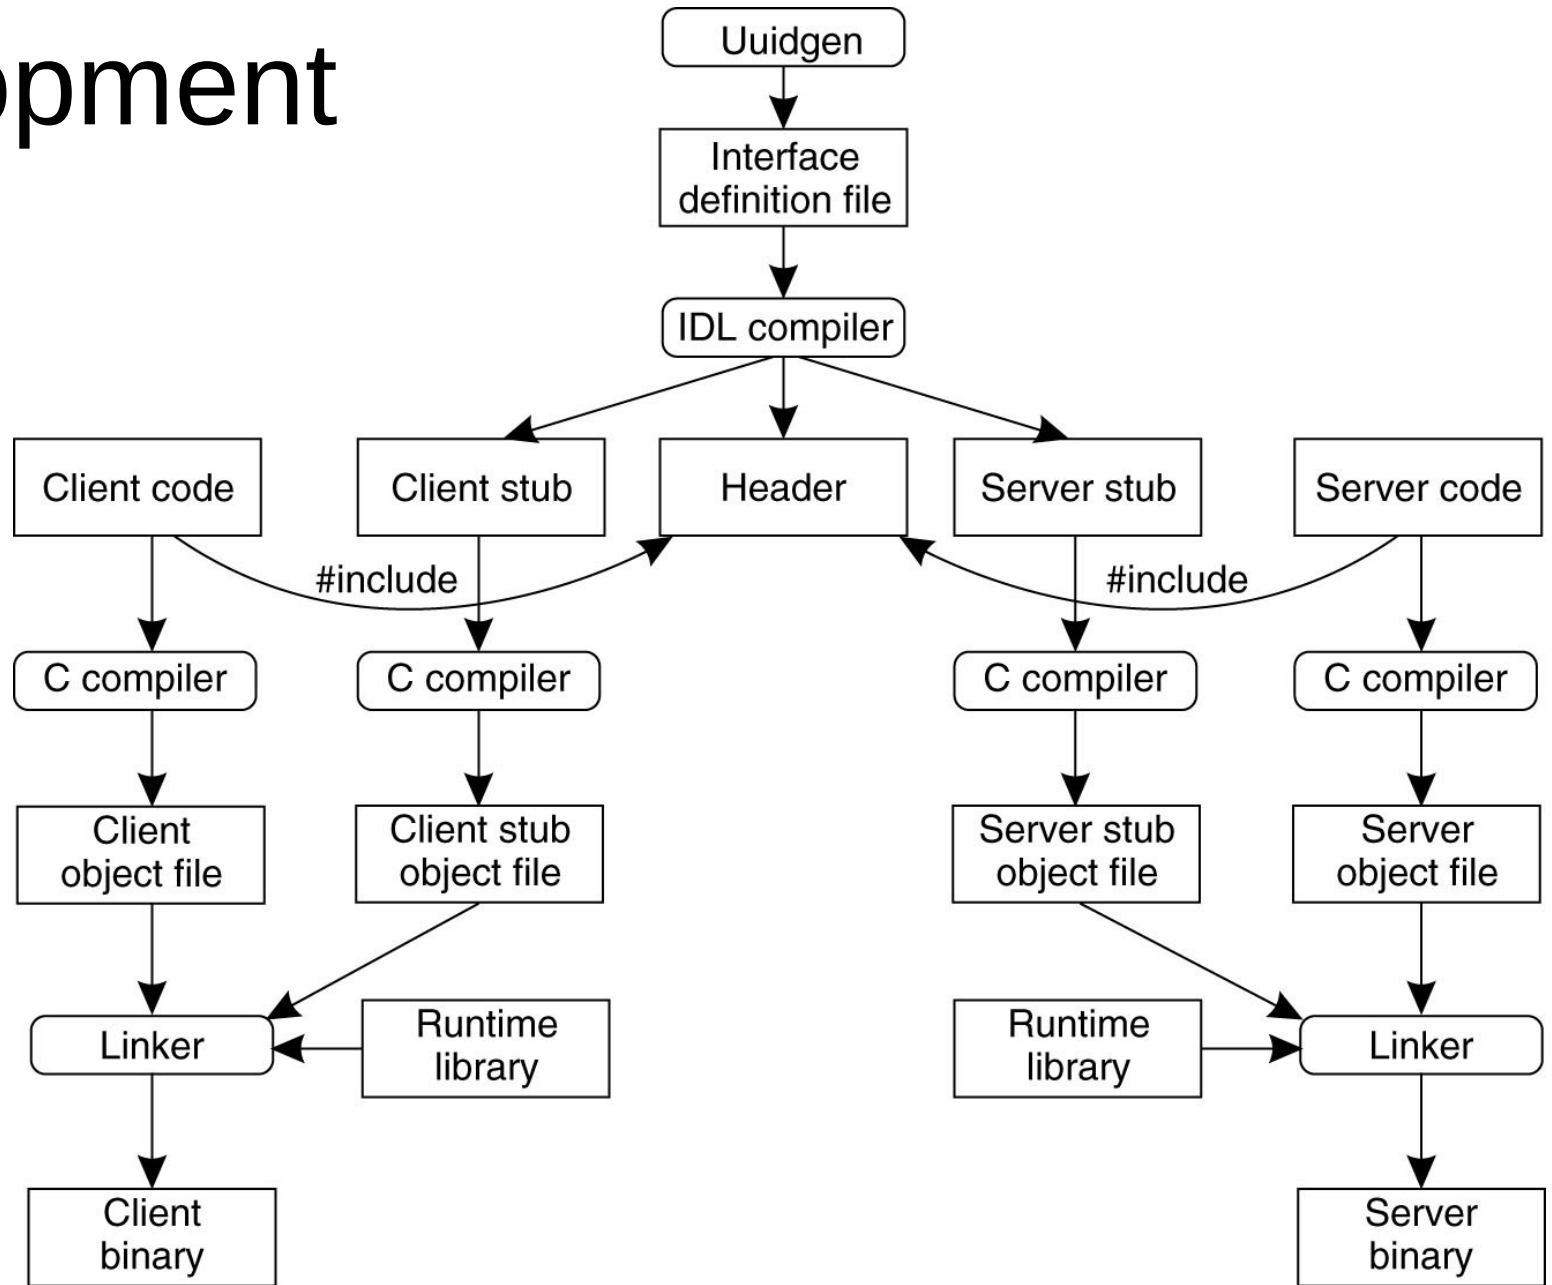 opment
Uuidgen
Interface
definition file
IDL compiler
Client code
Client stub
Header
Server stub
Server code
#include
#include
C compiler
C compiler
C compiler
C compiler
Client
object file
Client stub
object file
Server stub
object file
Server
object file
Linker
Runtime
library
Runtime
library
Linker
Client
binary
Server
binary